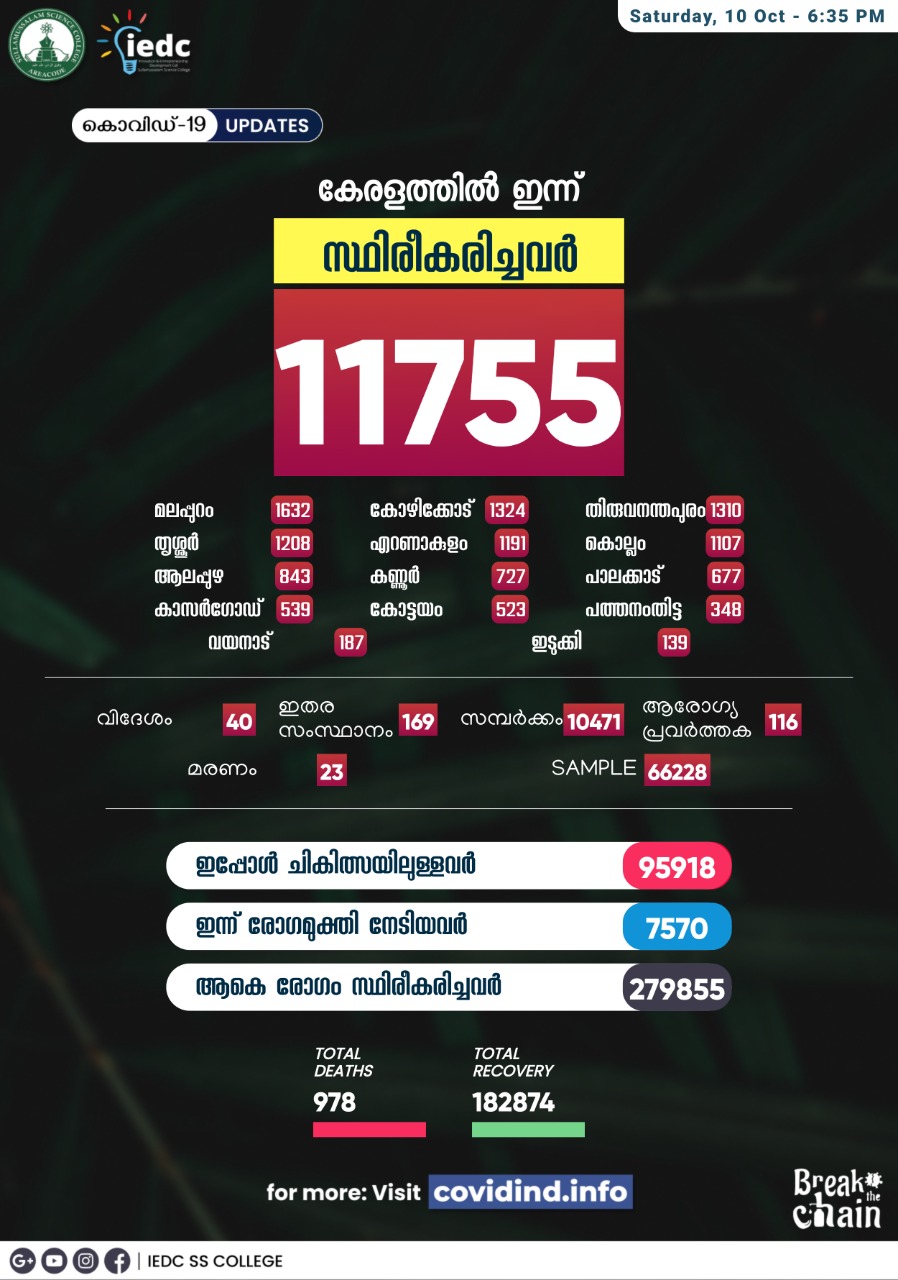 Saturday, 10 Oct - 6:35 PM
SULLAMUSSALAM SCIENCE COLLEGE
AREACODE
iedc
കൊവിഡ്-19 UPDATES
കേരളത്തിൽ ഇന്ന്
സ്ഥിരീകരിച്ചവർ
11755
മലപ്പുറം 1632 കോഴിക്കോട് 1324 തിരുവനന്തപുരം 1310
തൃശ്ശൂർ 1208 എറണാകുളം 1191 കൊല്ലം 1107
ആലപ്പുഴ 843 കണ്ണൂർ 727 പാലക്കാട് 677
കാസർഗോഡ് 539 കോട്ടയം 523 പത്തനംതിട്ട 348
വയനാട് 187 ഇടുക്കി 139
വിദേശം 40 ഇതര സംസ്ഥാനം 169 സമ്പർക്കം 10471 ആരോഗ്യ പ്രവർത്തക 116
മരണം 23 SAMPLE 66228
ഇപ്പോൾ ചികിത്സയിലുള്ളവർ 95918
ഇന്ന് രോഗമുക്തി നേടിയവർ 7570
ആകെ രോഗം സ്ഥിരീകരിച്ചവർ 279855
TOTAL DEATHS
978
TOTAL RECOVERY
182874
for more: Visit covidind.info
Break the chain
G+ f | IEDC SS COLLEGE